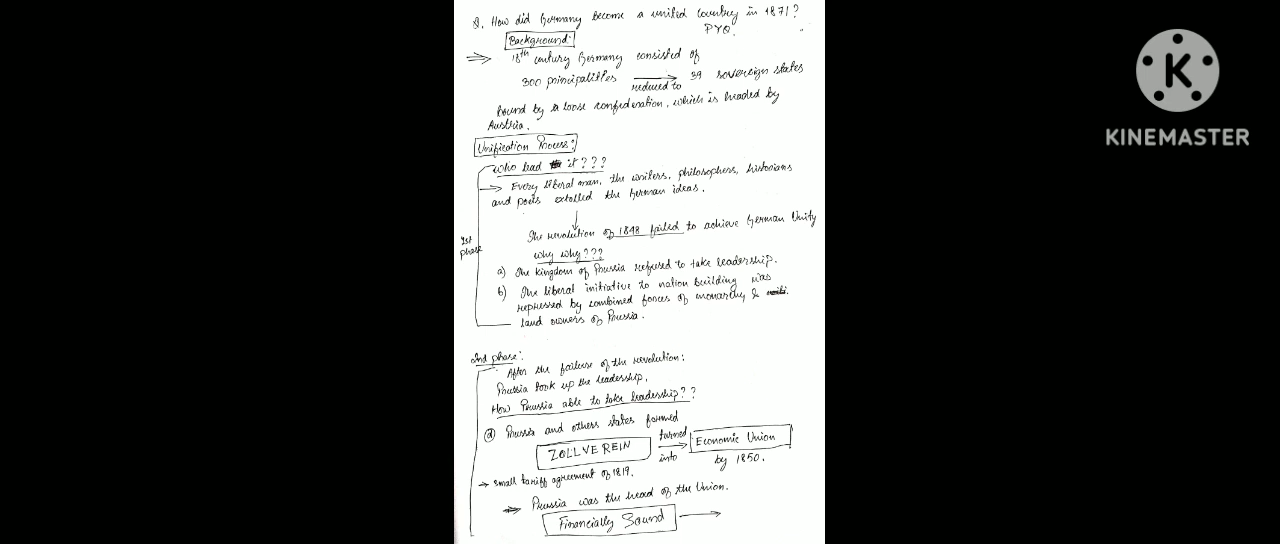 Q. How did Germany become a united country in 1871?
PYQ.
Background:
⇒ 18th century Germany consisted of
300 principalities → reduced to 39 sovereign states
bound by a loose confederation, which is headed by
Austria.
Unification Process:
who lead it???
→ Every liberal man, the writers, philosophers, historians
and poets extolled the German ideas.
↓
The revolution of 1848 failed to achieve German Unity
why why???
1st
phase
a) The kingdom of Prussia refused to take leadership.
b) The liberal initiative to nation building was
repressed by combined forces of monarchy &
land owners of Prussia.
2nd phase:
After the failure of the revolution;
Prussia took up the leadership.
How Prussia able to take leadership??
a) Prussia and others states formed
ZOLLVEREIN → turned into Economic Union
by 1850.
→ small tariff agreement of 1819.
⇒ Prussia was the head of the Union.
Financially Sound →
K
KINEMASTER